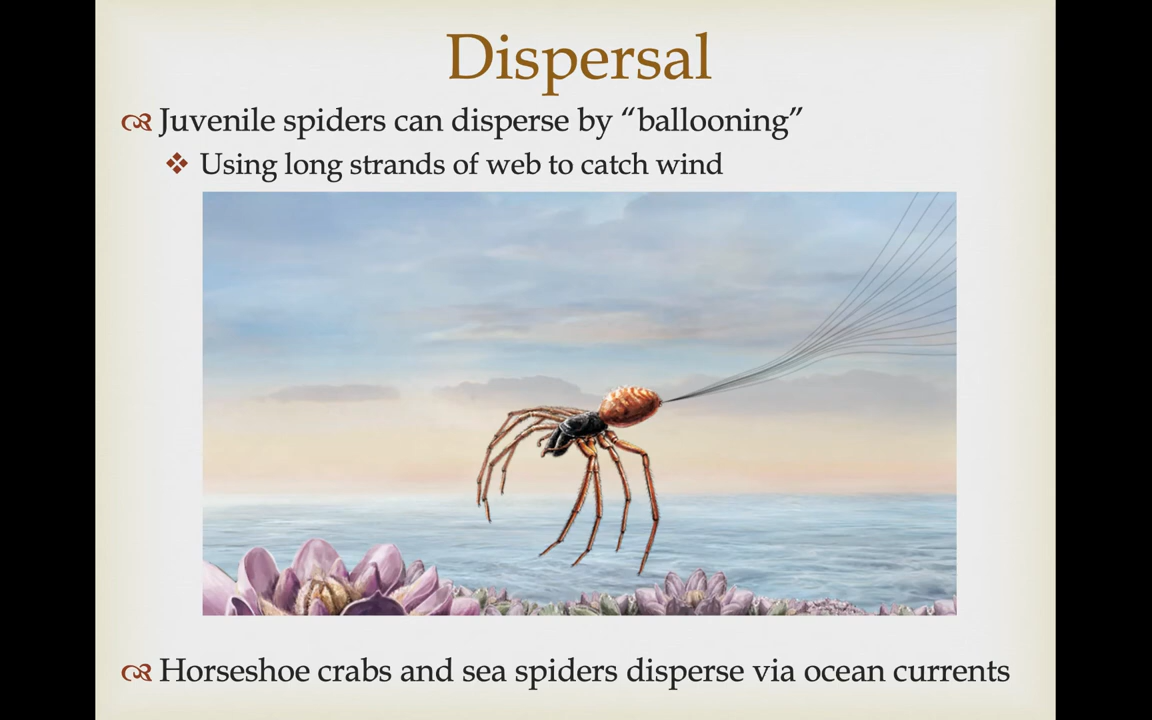 Dispersal
Juvenile spiders can disperse by “ballooning”
Using long strands of web to catch wind
Horseshoe crabs and sea spiders disperse via ocean currents